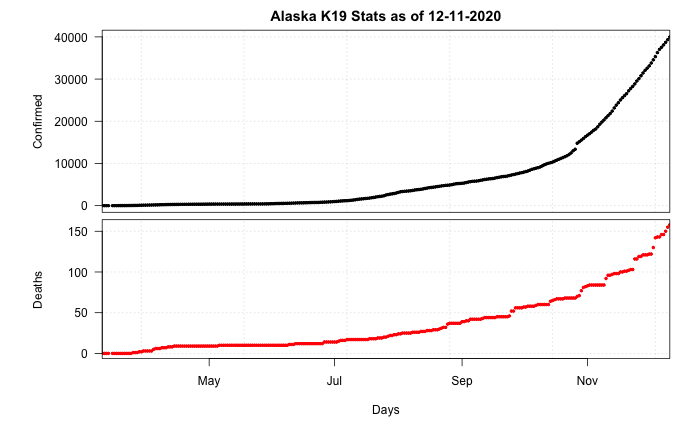 Alaska K19 Stats as of 12-11-2020
40000
30000
20000
10000
0
Confirmed
150
100
50
0
Deaths
May Jul Sep Nov
Days